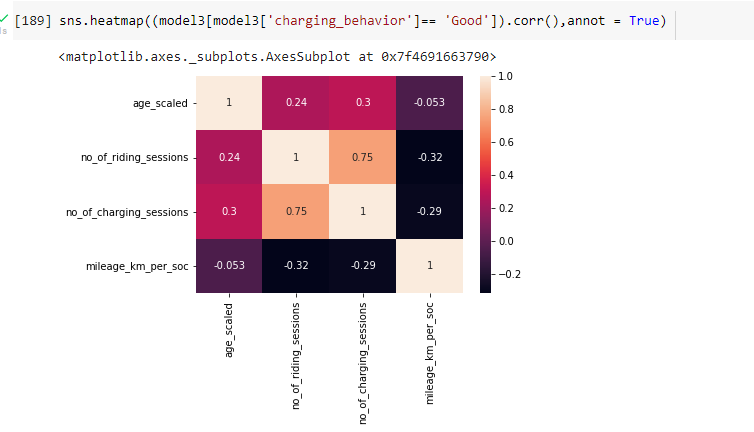 [189] sns.heatmap((model3[model3['charging_behavior']== 'Good']).corr(),annot = True)
<matplotlib.axes._subplots.AxesSubplot at 0x7f4691663790>
age_scaled 1 0.24 0.3 -0.053
no_of_riding_sessions 0.24 1 0.75 -0.32
no_of_charging_sessions 0.3 0.75 1 -0.29
mileage_km_per_soc -0.053 -0.32 -0.29 1
age_scaled
no_of_riding_sessions
no_of_charging_sessions
mileage_km_per_soc
1.0
0.8
0.6
0.4
0.2
0.0
−0.2